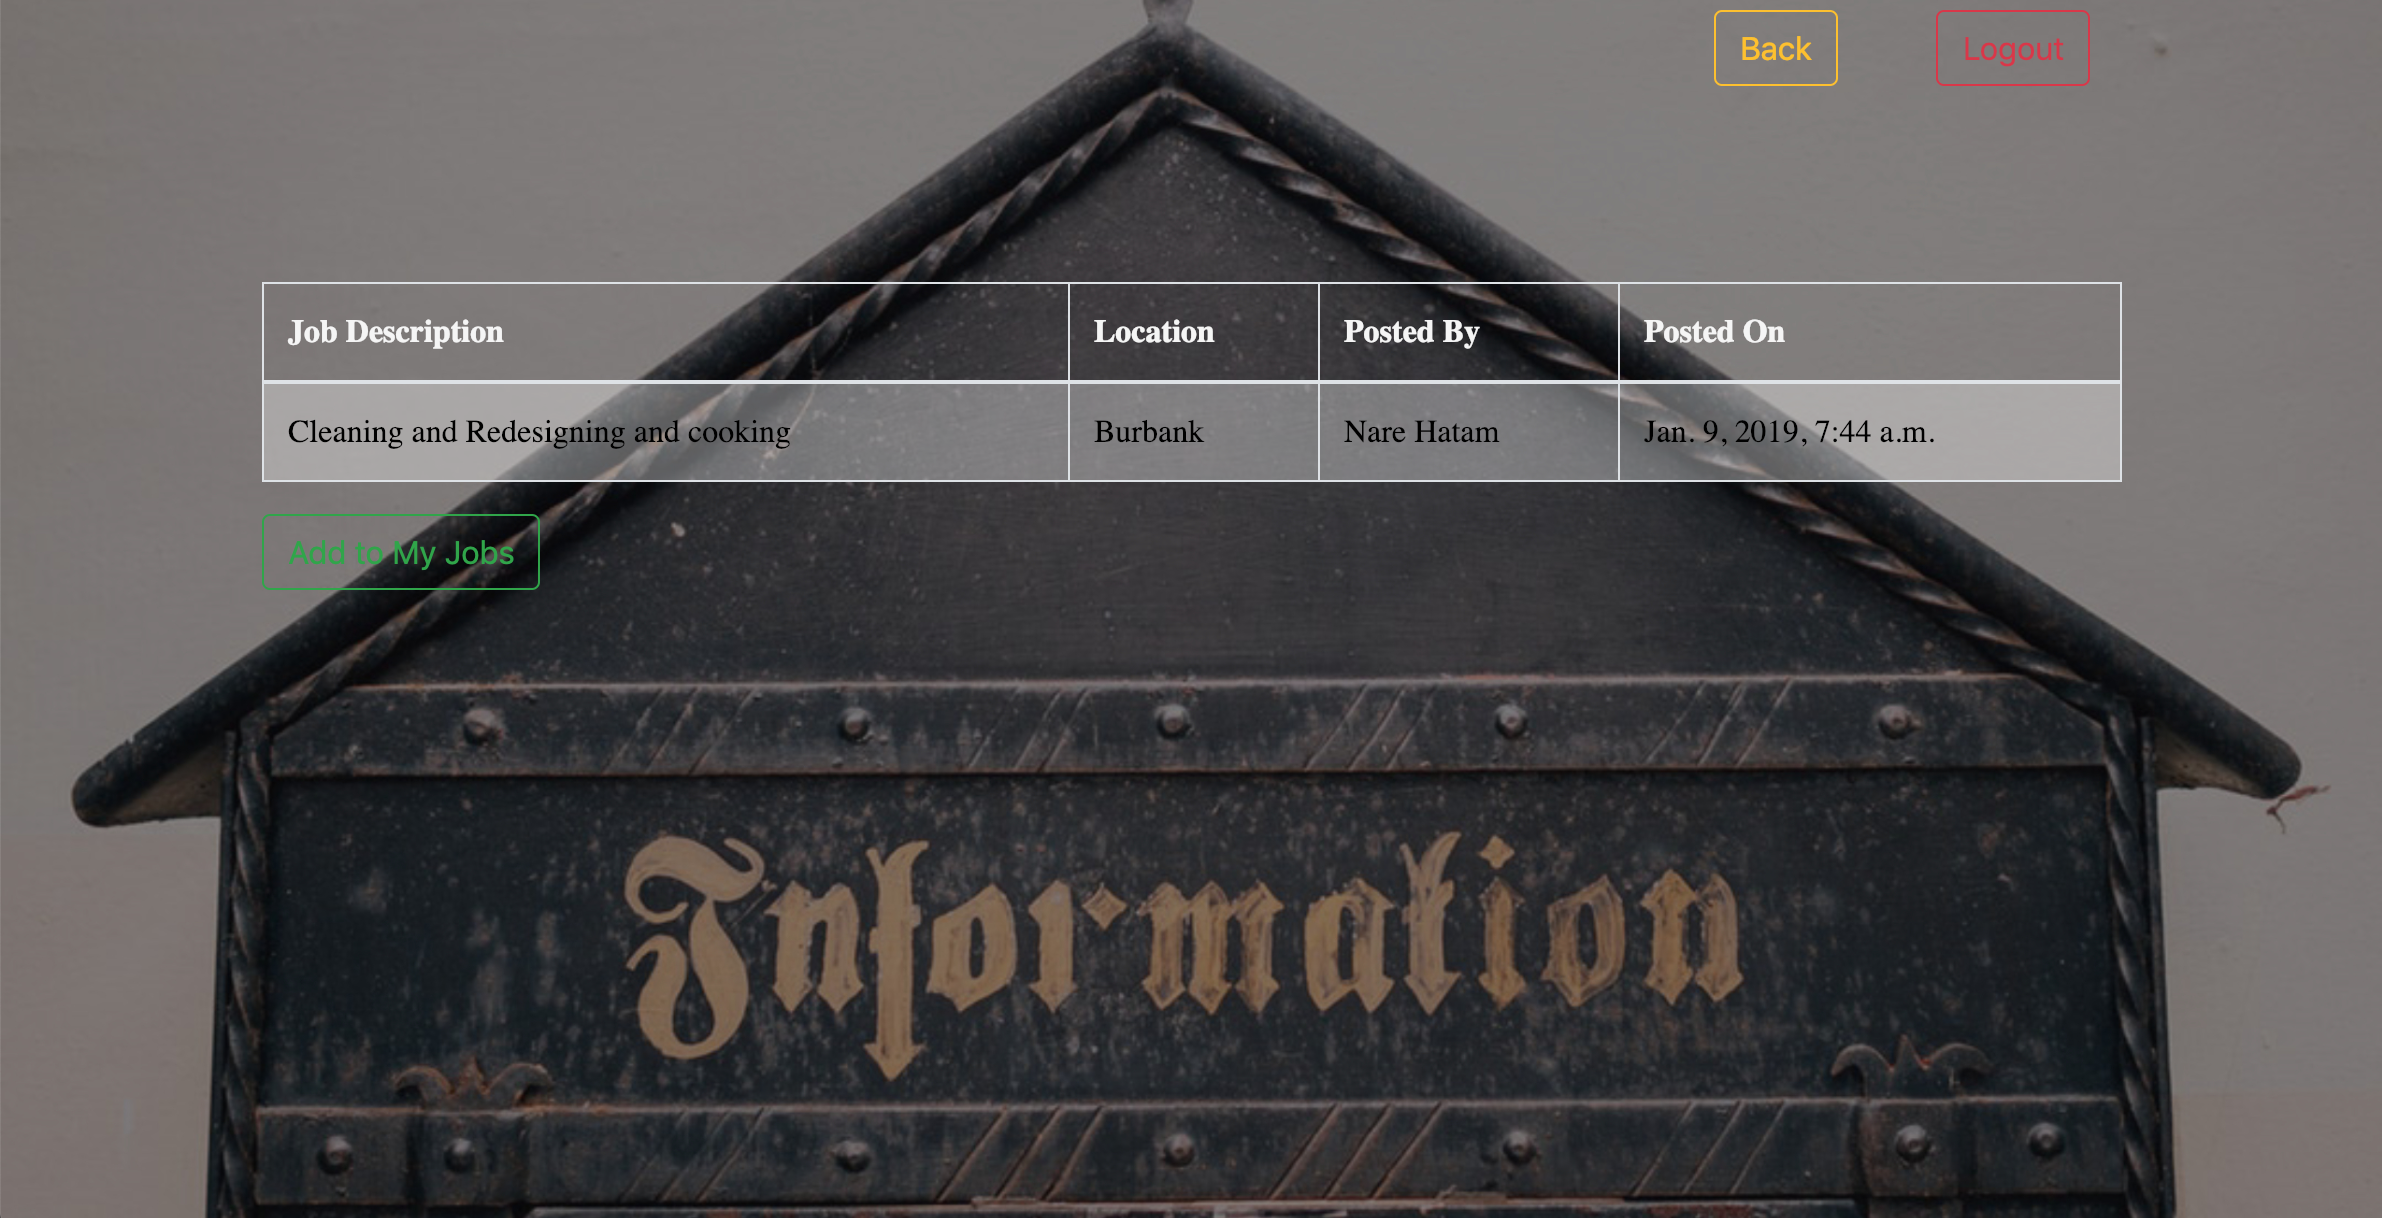 Back Logout
Job Description Location Posted By Posted On
Cleaning and Redesigning and cooking Burbank Nare Hatam Jan. 9, 2019, 7:44 a.m.
Add to My Jobs
Information